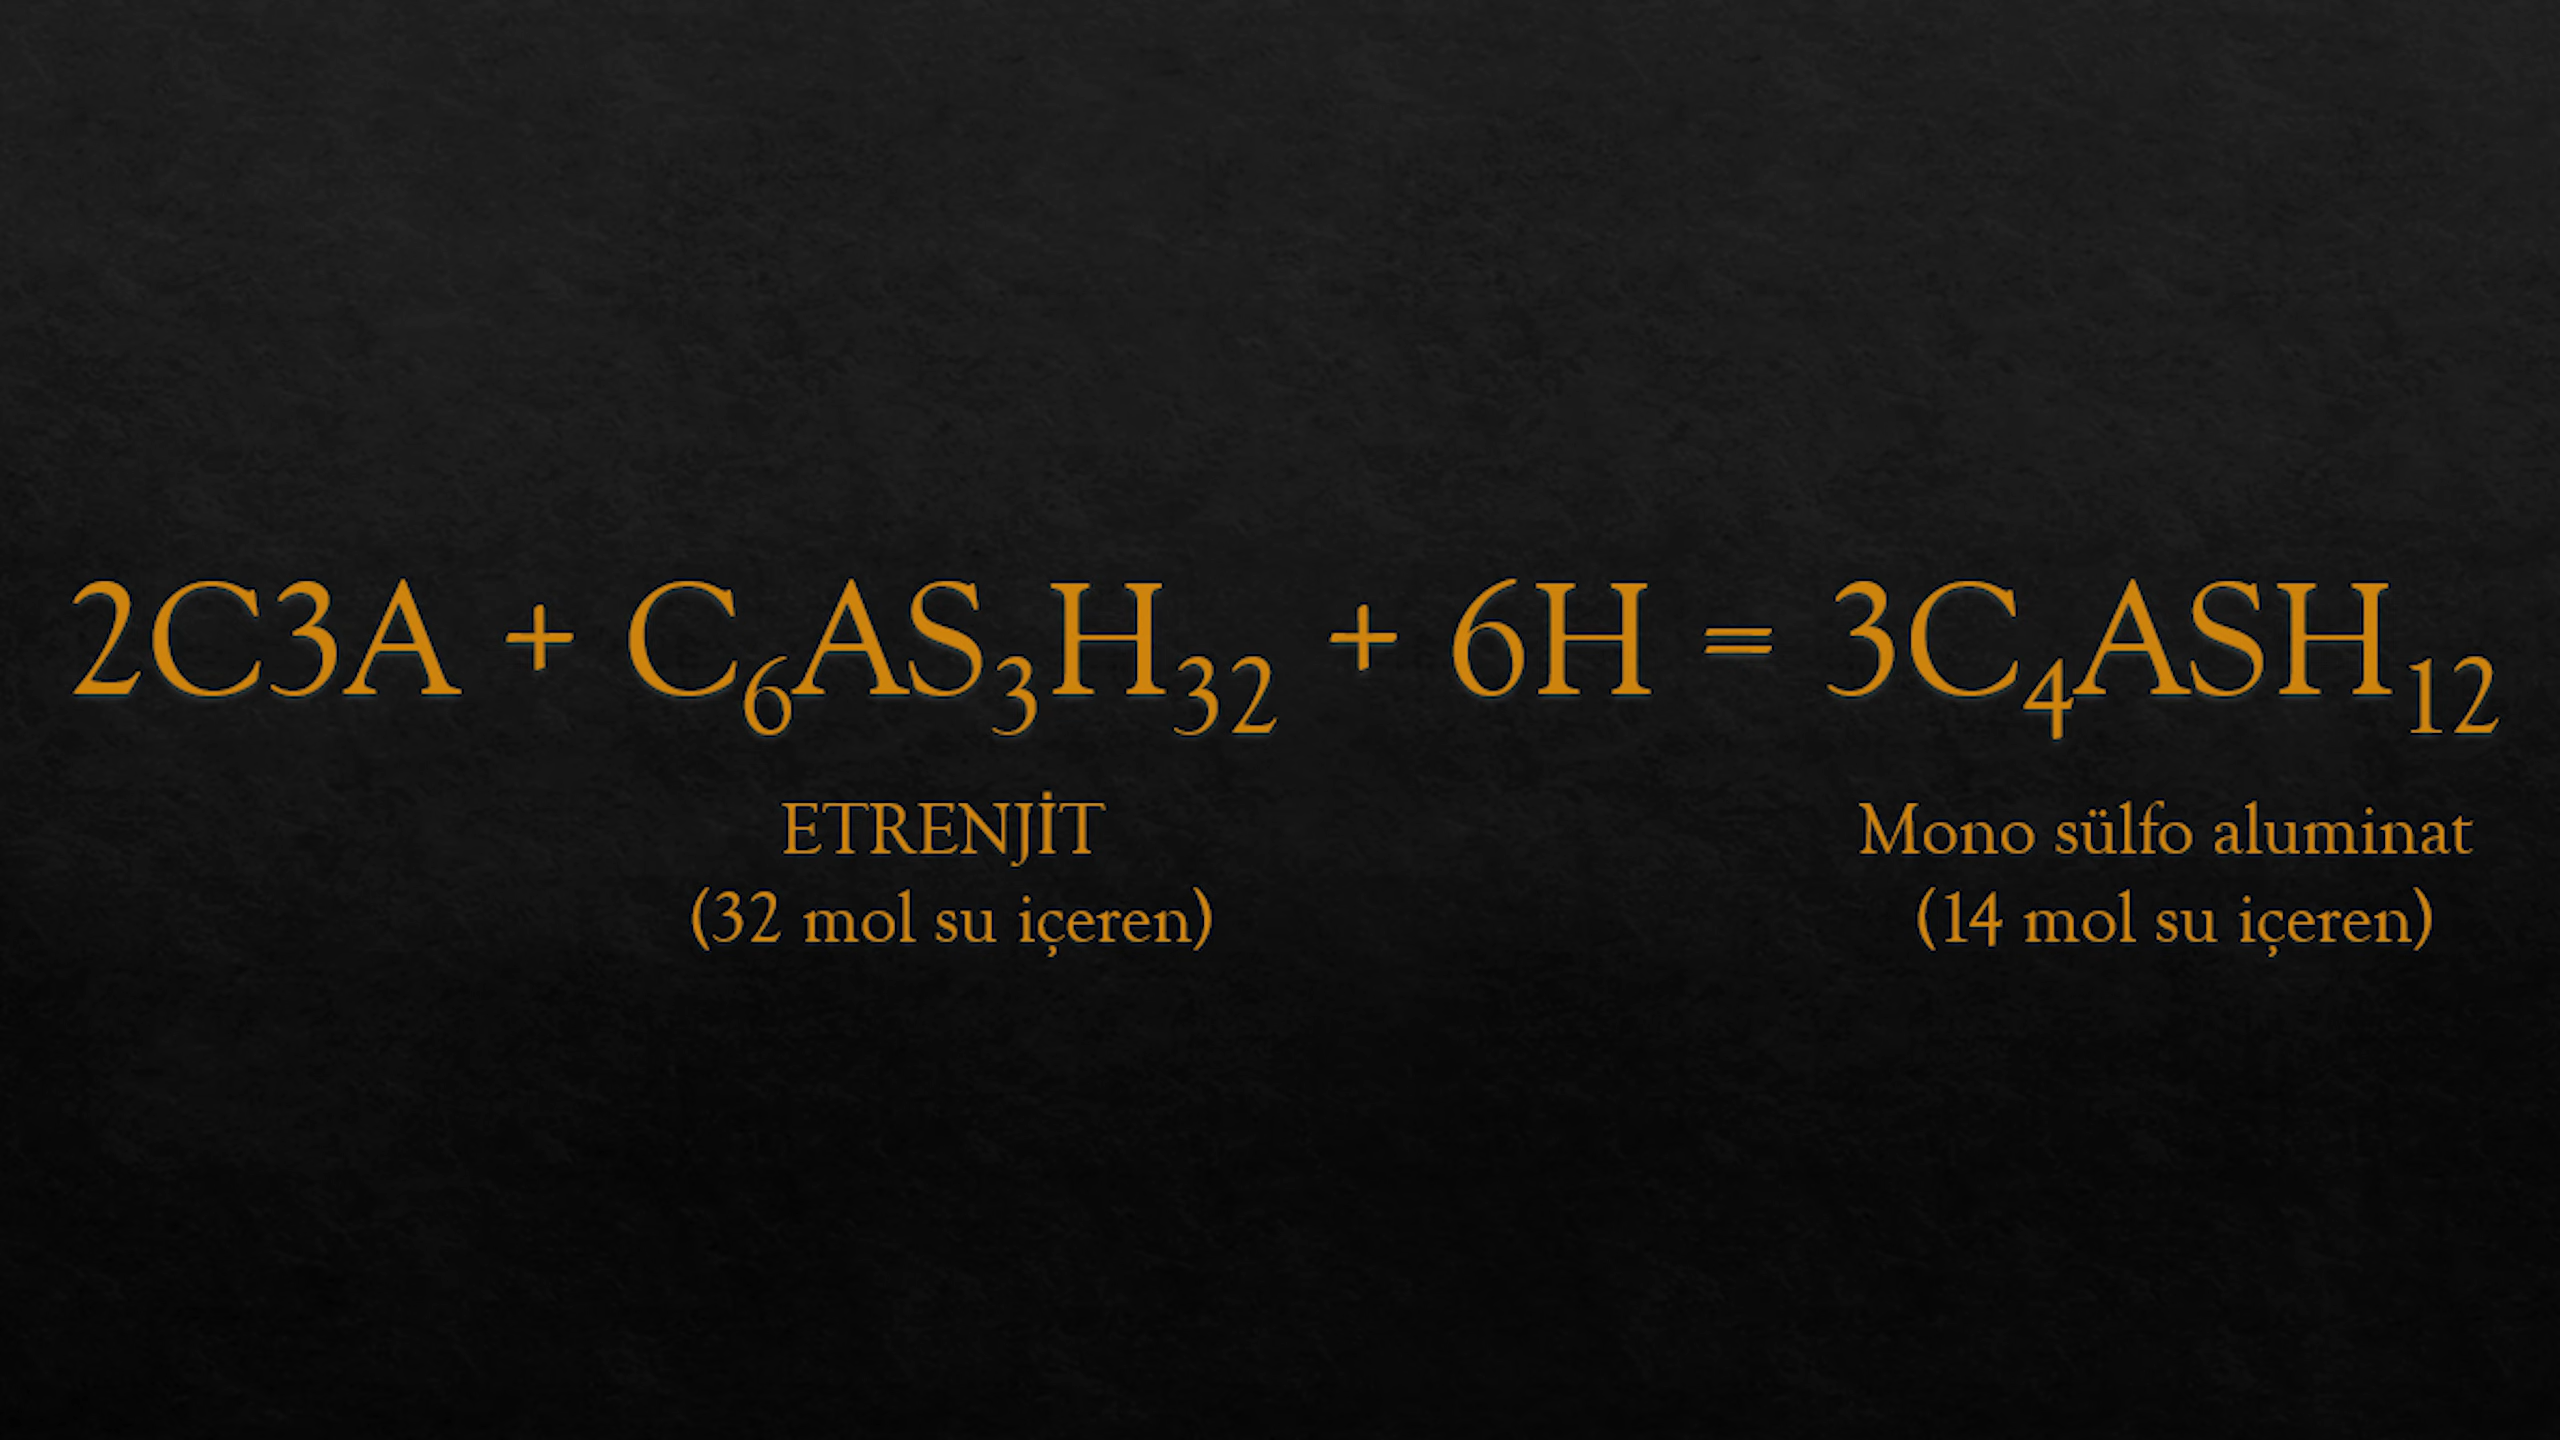 2C3A + C₆AS₃H₃₂ + 6H = 3C₄ASH₁₂
ETRENJİT Mono sülfo aluminat
(32 mol su içeren) (14 mol su içeren)